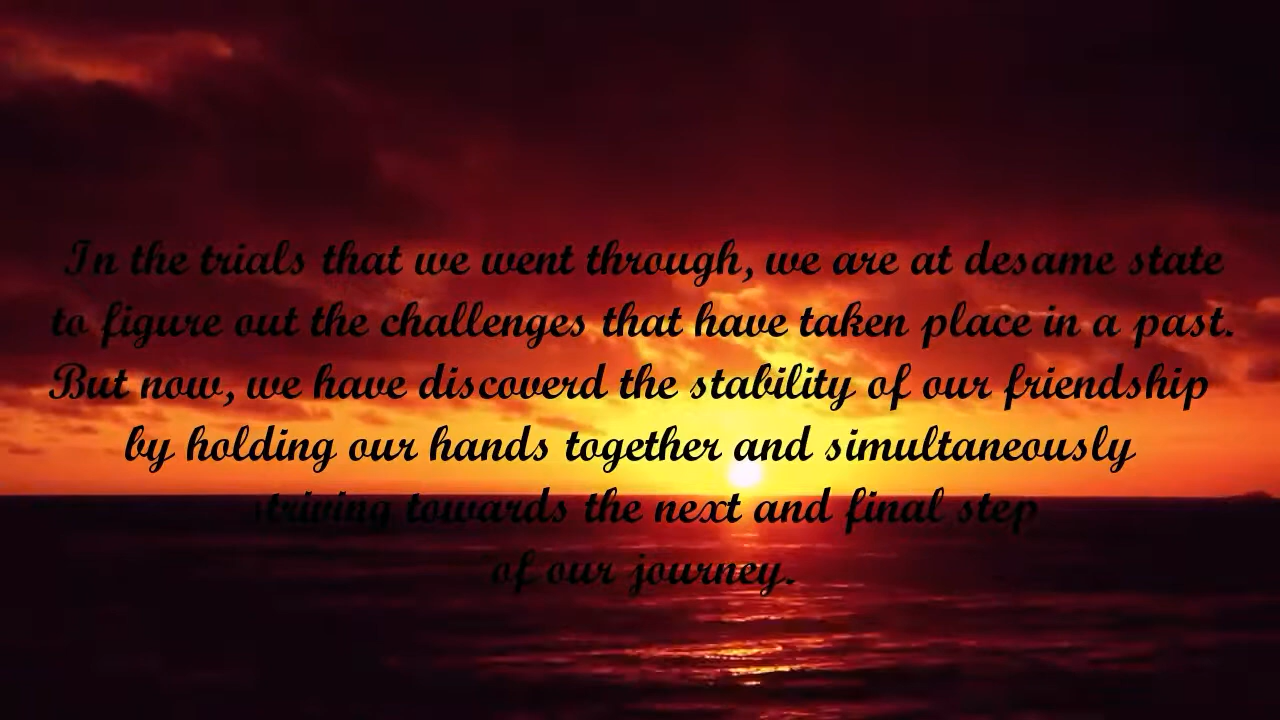 In the trials that we went through, we are at desame state
to figure out the challenges that have taken place in a past.
But now, we have discoverd the stability of our friendship
by holding our hands together and simultaneously
striving towards the next and final step
of our journey.